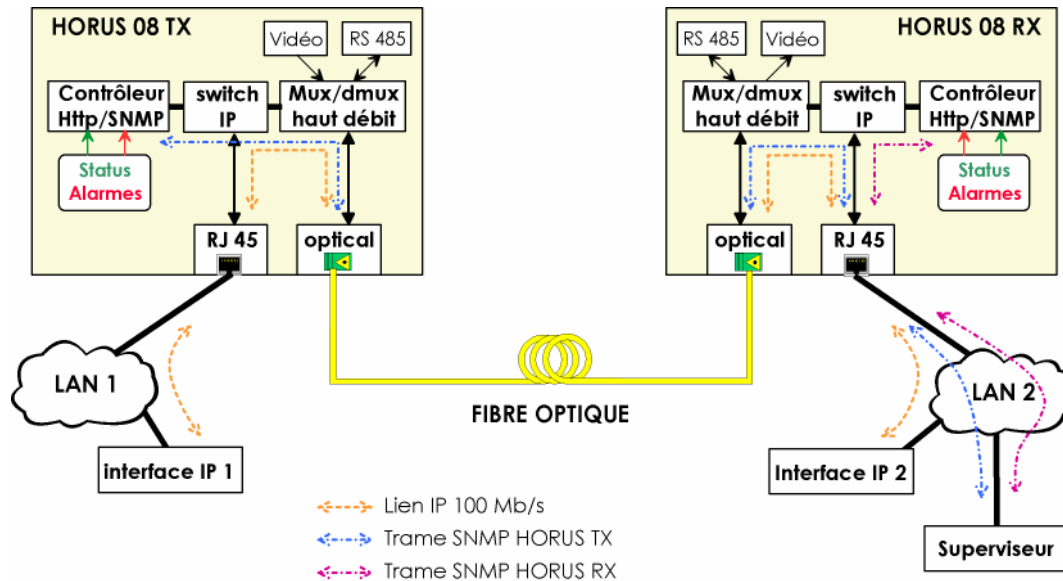 HORUS 08 TX
Vidéo
RS 485
Contrôleur
Http/SNMP
switch
IP
Mux/dmux
haut débit
Status
Alarmes
RJ 45
optical
HORUS 08 RX
RS 485
Vidéo
Mux/dmux
haut débit
switch
IP
Contrôleur
Http/SNMP
Status
Alarmes
optical
RJ 45
LAN 1
FIBRE OPTIQUE
LAN 2
interface IP 1
Interface IP 2
Superviseur
Lien IP 100 Mb/s
Trame SNMP HORUS TX
Trame SNMP HORUS RX